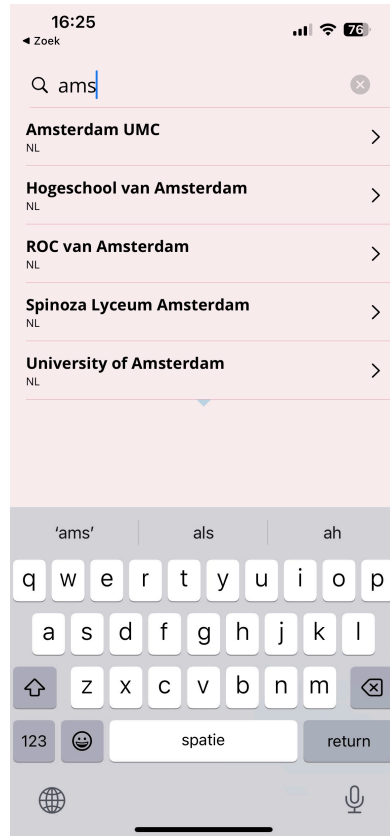 16:25
76
◀ Zoek
ams
Amsterdam UMC
NL
Hogeschool van Amsterdam
NL
ROC van Amsterdam
NL
Spinoza Lyceum Amsterdam
NL
University of Amsterdam
NL
‘ams’ als ah
q w e r t y u i o p
a s d f g h j k l
z x c v b n m
123 spatie return